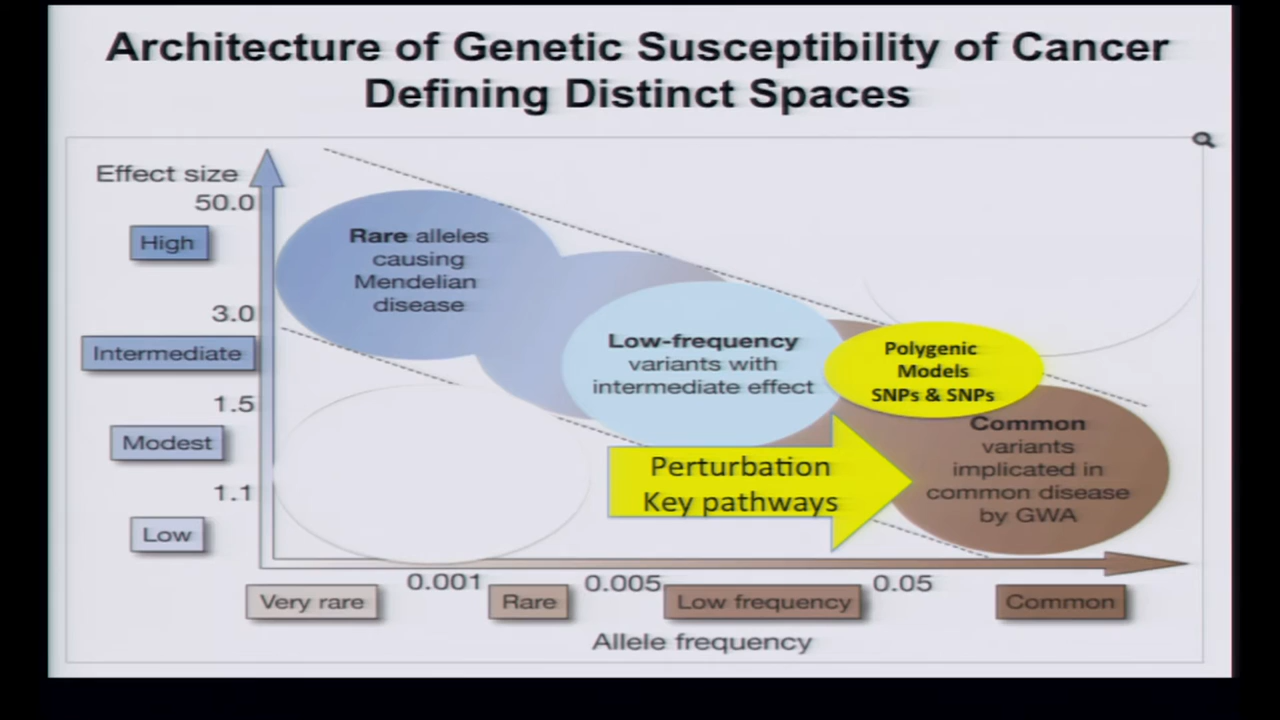 Architecture of Genetic Susceptibility of Cancer
Defining Distinct Spaces
Effect size
50.0
High
3.0
Intermediate
1.5
Modest
1.1
Low
Rare alleles
causing
Mendelian
disease
Low-frequency
variants with
intermediate effect
Polygenic
Models
SNPs & SNPs
Perturbation
Key pathways
Common
variants
implicated in
common disease
by GWA
0.001
0.005
0.05
Very rare
Rare
Low frequency
Common
Allele frequency